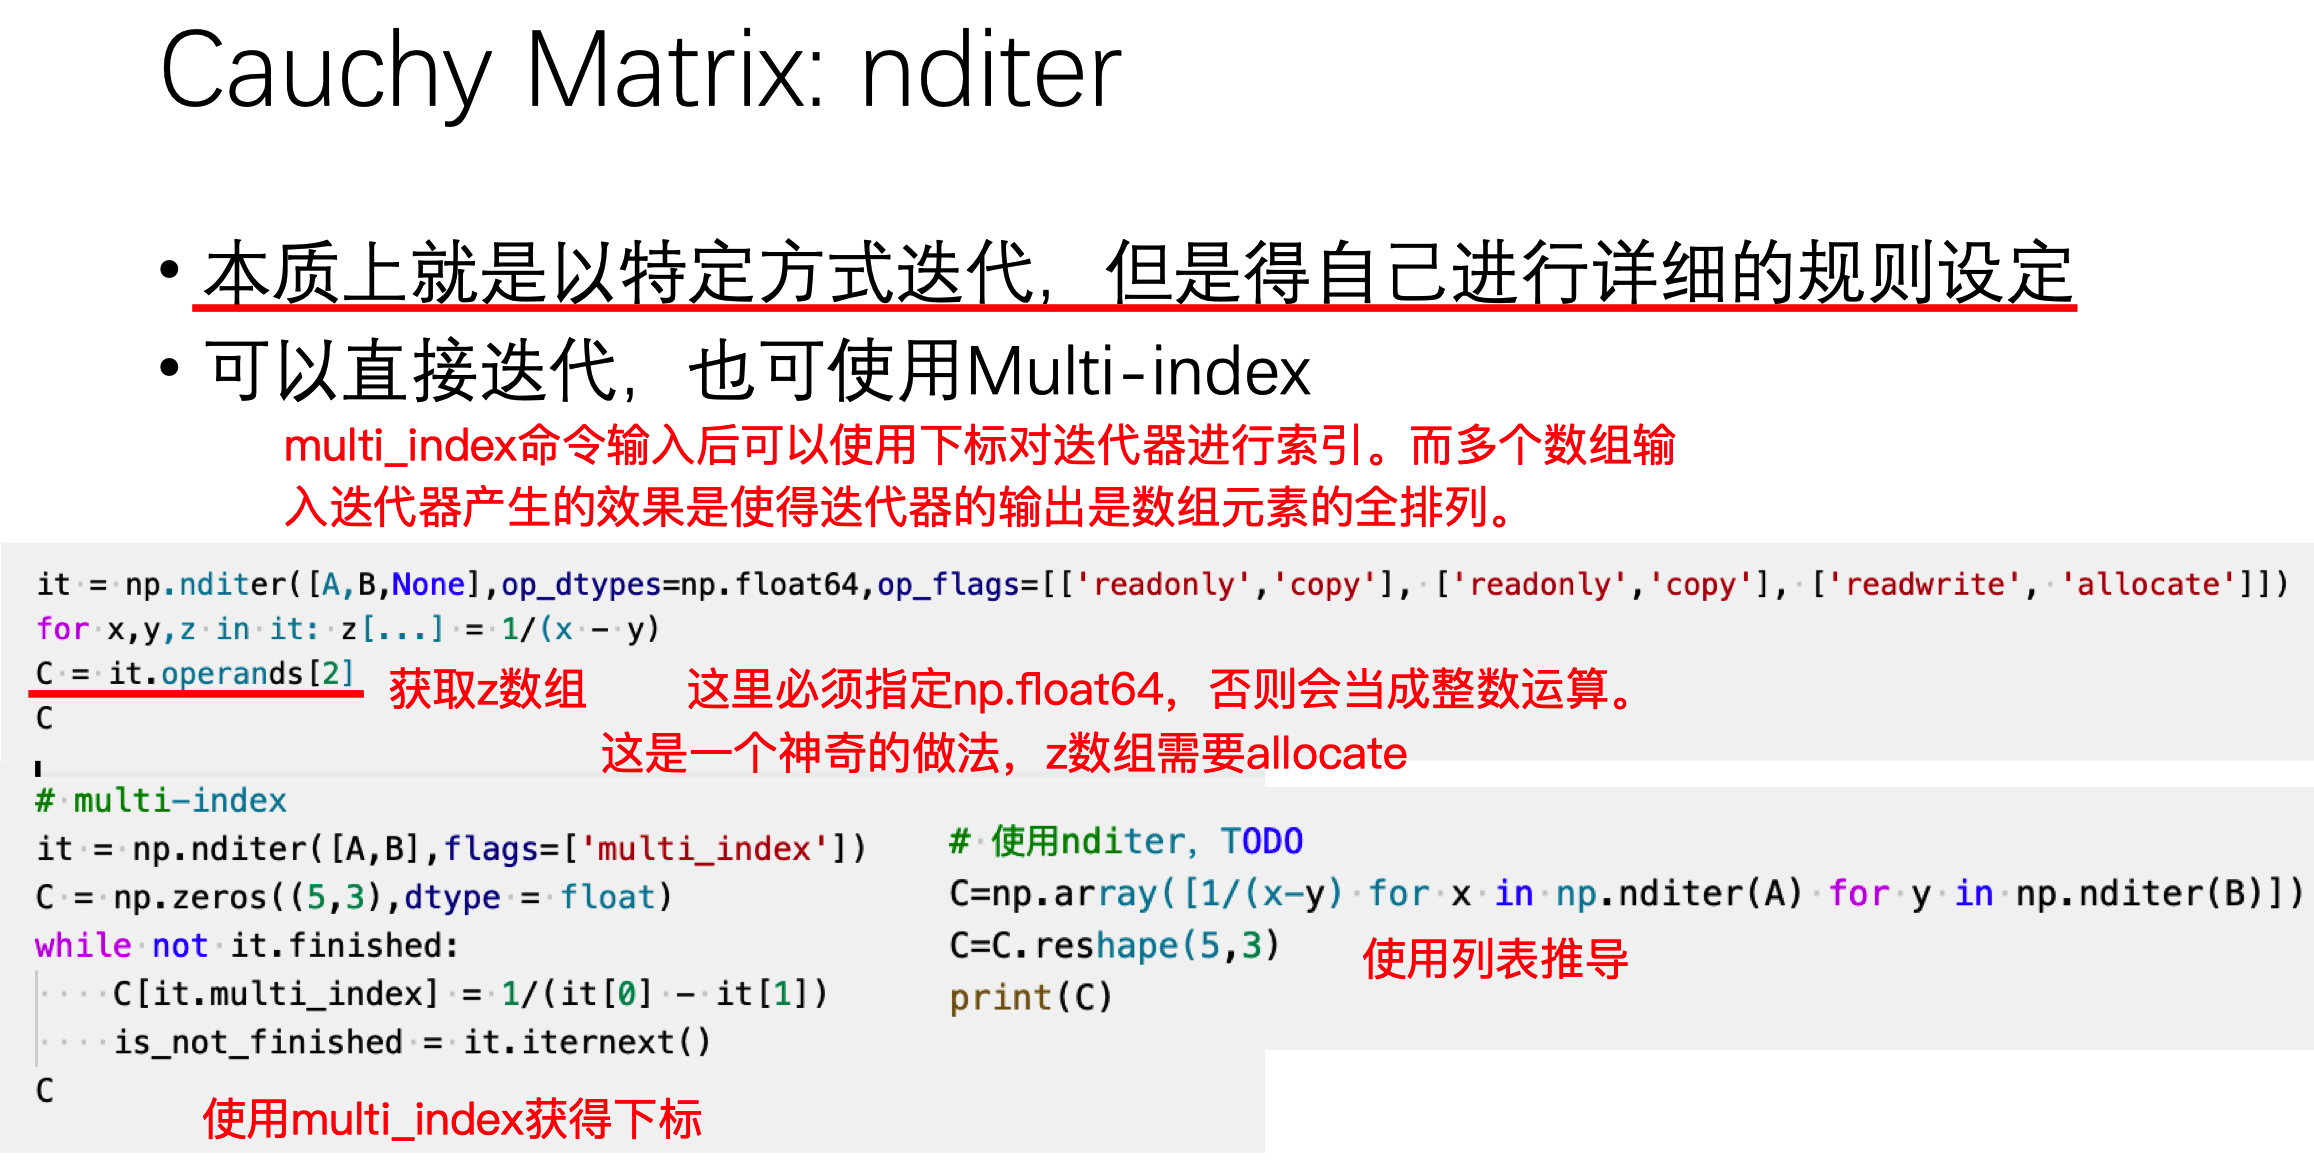 Cauchy Matrix: nditer
• 本质上就是以特定方式迭代，但是得自己进行详细的规则设定
• 可以直接迭代，也可使用Multi-index
multi_index命令输入后可以使用下标对迭代器进行索引。而多个数组输
入迭代器产生的效果是使得迭代器的输出是数组元素的全排列。
it = np.nditer([A,B,None],op_dtypes=np.float64,op_flags=[['readonly','copy'], ['readonly','copy'], ['readwrite', 'allocate']])
for x,y,z in it: z[...] = 1/(x - y)
C = it.operands[2]
获取z数组
这里必须指定np.float64，否则会当成整数运算。
C
这是一个神奇的做法，z数组需要allocate
# multi-index
it = np.nditer([A,B],flags=['multi_index'])
C = np.zeros((5,3),dtype = float)
while not it.finished:
    C[it.multi_index] = 1/(it[0] - it[1])
    is_not_finished = it.iternext()
C
使用multi_index获得下标
# 使用nditer, TODO
C=np.array([1/(x-y) for x in np.nditer(A) for y in np.nditer(B)])
C=C.reshape(5,3)
使用列表推导
print(C)